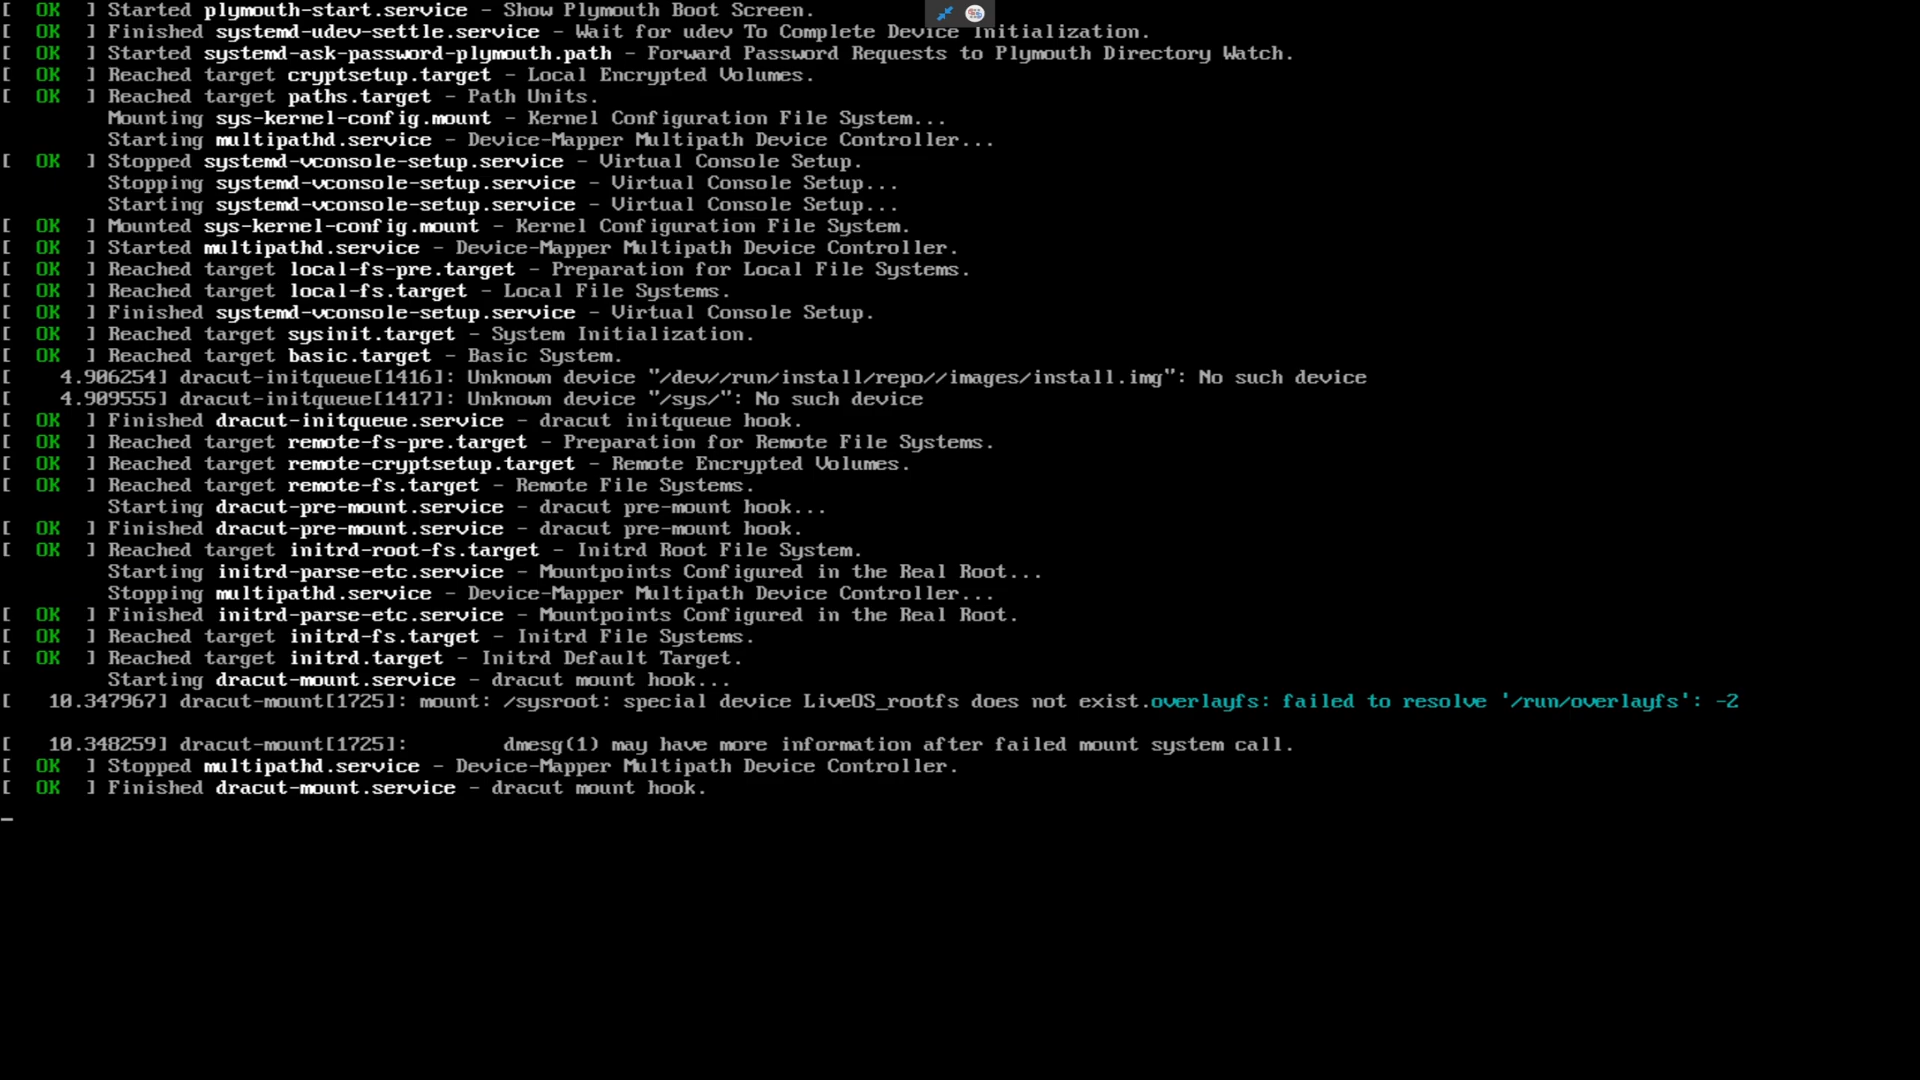 [  OK  ] Started plymouth-start.service - Show Plymouth Boot Screen.
[  OK  ] Finished systemd-udev-settle.service - Wait for udev To Complete Device Initialization.
[  OK  ] Started systemd-ask-password-plymouth.path - Forward Password Requests to Plymouth Directory Watch.
[  OK  ] Reached target cryptsetup.target - Local Encrypted Volumes.
[  OK  ] Reached target paths.target - Path Units.
         Mounting sys-kernel-config.mount - Kernel Configuration File System...
         Starting multipathd.service - Device-Mapper Multipath Device Controller...
[  OK  ] Stopped systemd-vconsole-setup.service - Virtual Console Setup.
         Stopping systemd-vconsole-setup.service - Virtual Console Setup...
         Starting systemd-vconsole-setup.service - Virtual Console Setup...
[  OK  ] Mounted sys-kernel-config.mount - Kernel Configuration File System.
[  OK  ] Started multipathd.service - Device-Mapper Multipath Device Controller.
[  OK  ] Reached target local-fs-pre.target - Preparation for Local File Systems.
[  OK  ] Reached target local-fs.target - Local File Systems.
[  OK  ] Finished systemd-vconsole-setup.service - Virtual Console Setup.
[  OK  ] Reached target sysinit.target - System Initialization.
[  OK  ] Reached target basic.target - Basic System.
[    4.906254] dracut-initqueue[1416]: Unknown device "/dev//run/install/repo//images/install.img": No such device
[    4.909555] dracut-initqueue[1417]: Unknown device "/sys/": No such device
[  OK  ] Finished dracut-initqueue.service - dracut initqueue hook.
[  OK  ] Reached target remote-fs-pre.target - Preparation for Remote File Systems.
[  OK  ] Reached target remote-cryptsetup.target - Remote Encrypted Volumes.
[  OK  ] Reached target remote-fs.target - Remote File Systems.
         Starting dracut-pre-mount.service - dracut pre-mount hook...
[  OK  ] Finished dracut-pre-mount.service - dracut pre-mount hook.
[  OK  ] Reached target initrd-root-fs.target - Initrd Root File System.
         Starting initrd-parse-etc.service - Mountpoints Configured in the Real Root...
         Stopping multipathd.service - Device-Mapper Multipath Device Controller...
[  OK  ] Finished initrd-parse-etc.service - Mountpoints Configured in the Real Root.
[  OK  ] Reached target initrd-fs.target - Initrd File Systems.
[  OK  ] Reached target initrd.target - Initrd Default Target.
         Starting dracut-mount.service - dracut mount hook...
[   10.347967] dracut-mount[1725]: mount: /sysroot: special device LiveOS_rootfs does not exist.overlayfs: failed to resolve '/run/overlayfs': -2
[   10.348259] dracut-mount[1725]:        dmesg(1) may have more information after failed mount system call.
[  OK  ] Stopped multipathd.service - Device-Mapper Multipath Device Controller.
[  OK  ] Finished dracut-mount.service - dracut mount hook.